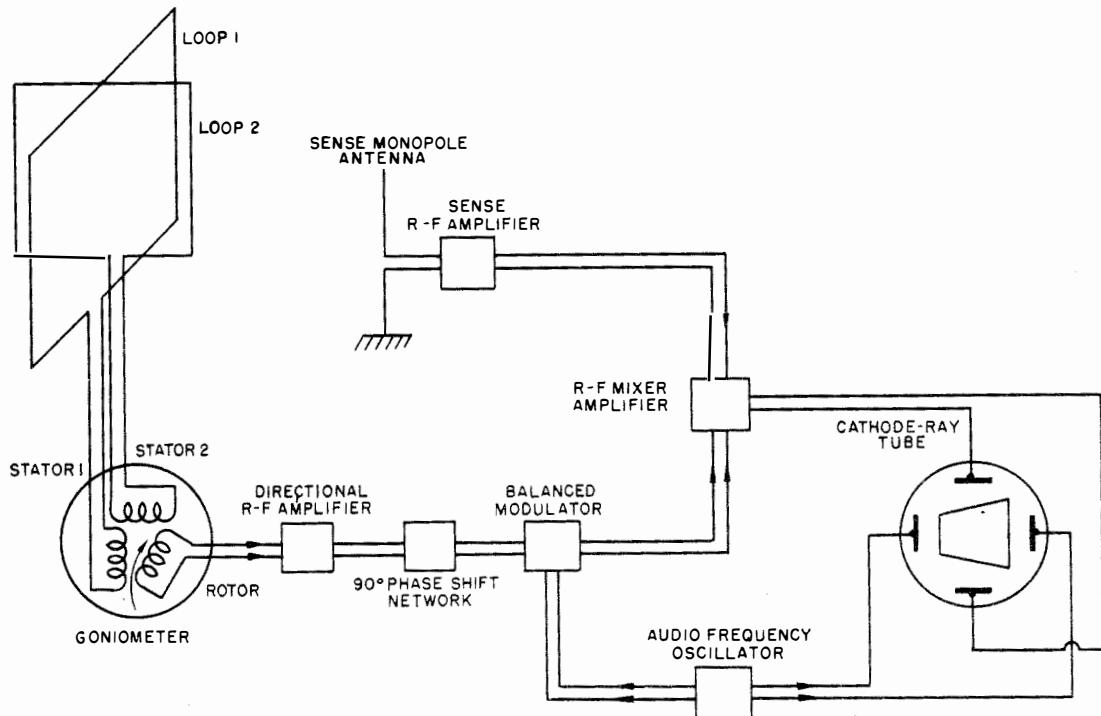 LOOP 1
LOOP 2
SENSE MONOPOLE
ANTENNA
SENSE
R-F AMPLIFIER
R-F MIXER
AMPLIFIER
CATHODE-RAY
TUBE
STATOR 2
STATOR 1
DIRECTIONAL
R-F AMPLIFIER
BALANCED
MODULATOR
ROTOR
90° PHASE SHIFT
NETWORK
GONIOMETER
AUDIO FREQUENCY
OSCILLATOR